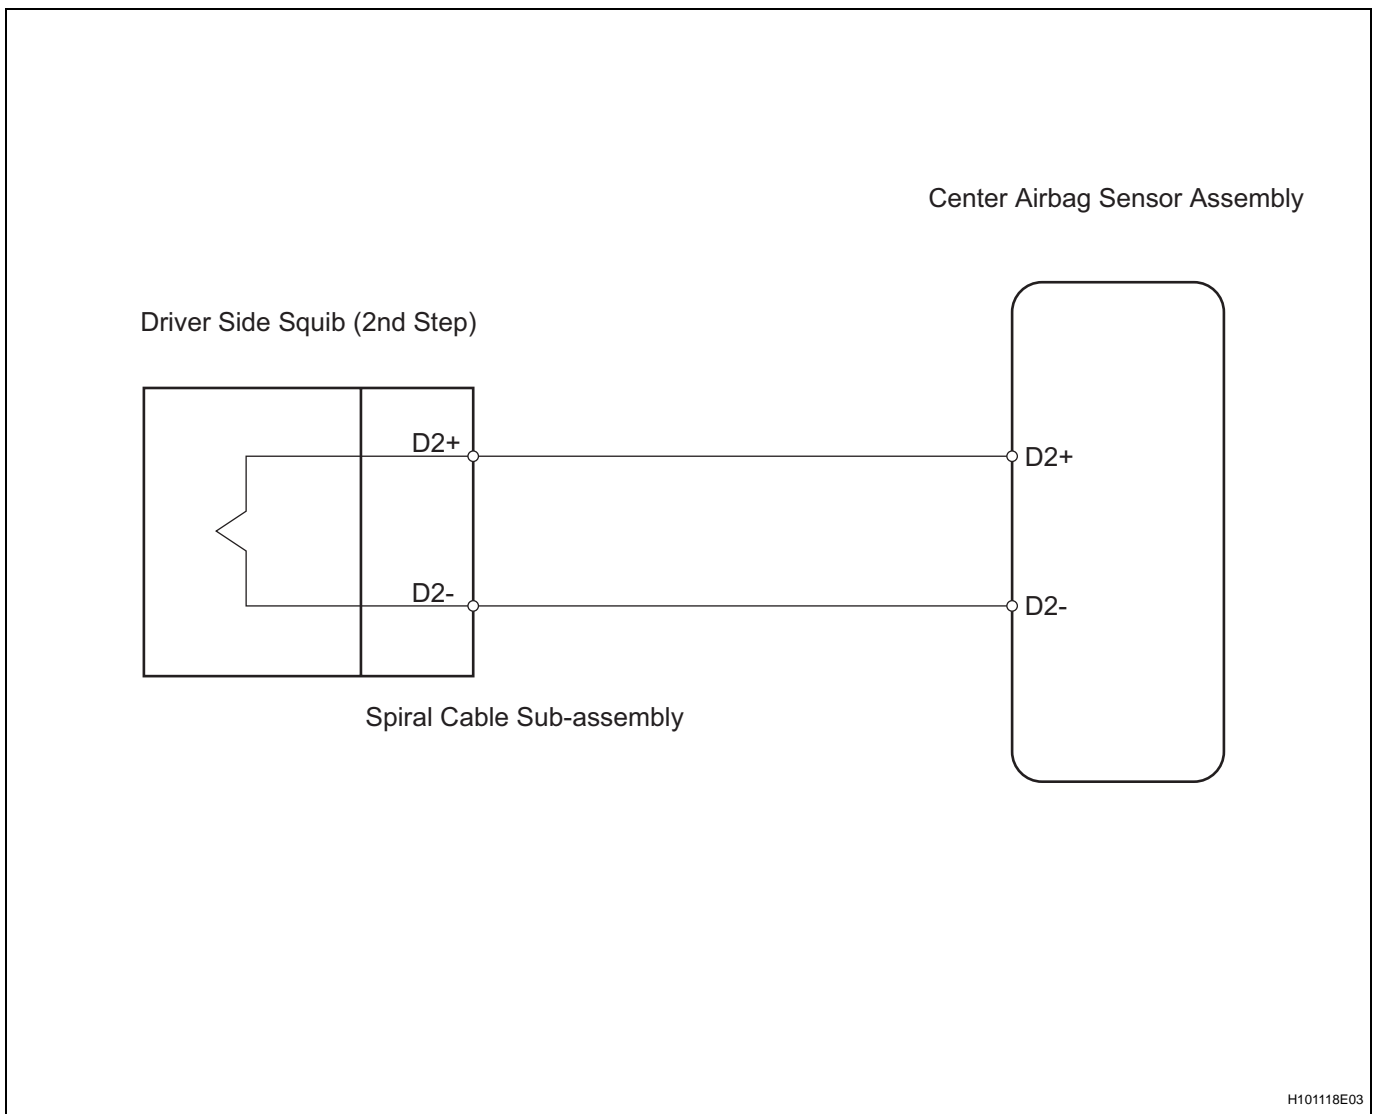 Center Airbag Sensor Assembly
Driver Side Squib (2nd Step)
D2+
D2+
D2-
D2-
Spiral Cable Sub-assembly
H101118E03